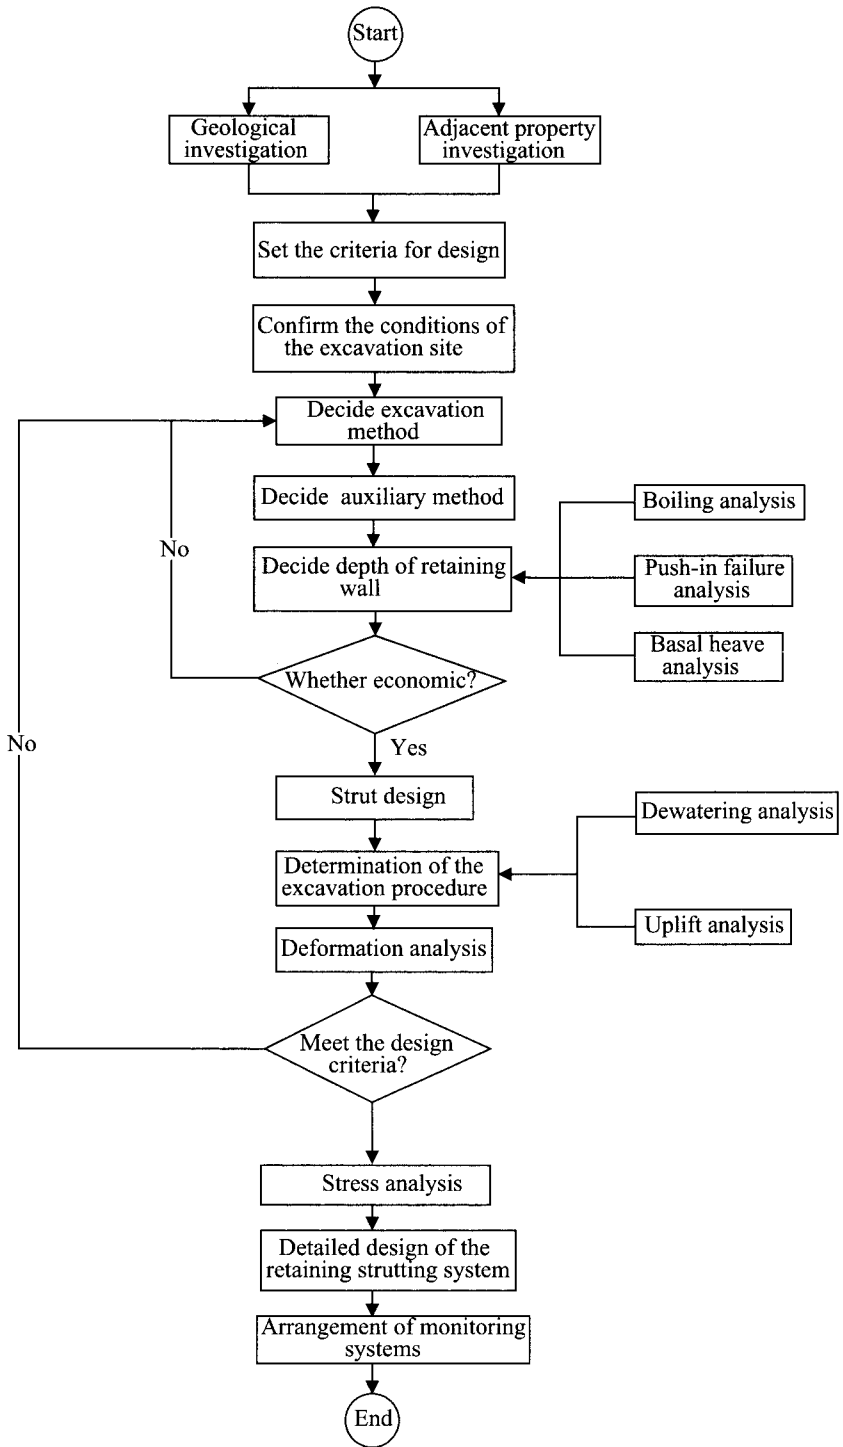 Start
Geological
investigation
Adjacent property
investigation
Set the criteria for design
Confirm the conditions of
the excavation site
Decide excavation
method
Decide auxiliary method
Boiling analysis
No
Decide depth of retaining
wall
Push-in failure
analysis
Basal heave
analysis
Whether economic?
No
Yes
Strut design
Dewatering analysis
Determination of the
excavation procedure
Uplift analysis
Deformation analysis
Meet the design
criteria?
Stress analysis
Detailed design of the
retaining strutting system
Arrangement of monitoring
systems
End